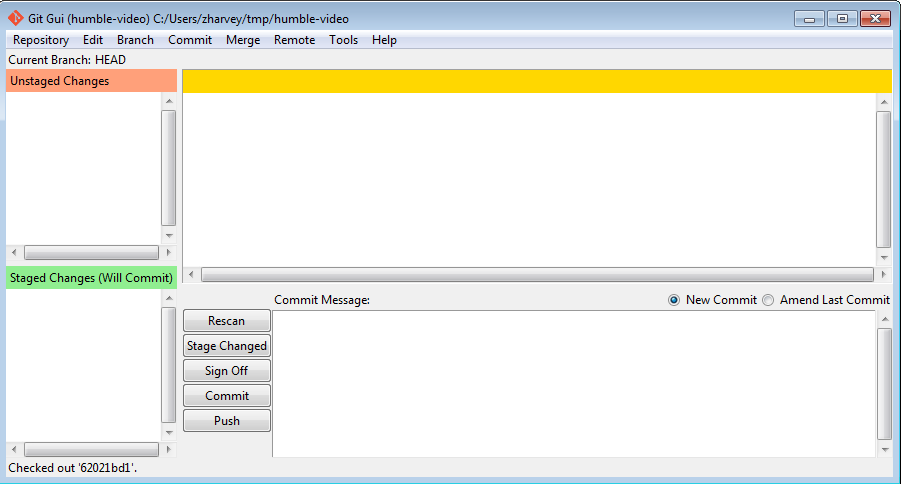 Git Gui (humble-video) C:/Users/zharvey/tmp/humble-video
Repository Edit Branch Commit Merge Remote Tools Help
Current Branch: HEAD
Unstaged Changes
Staged Changes (Will Commit)
Commit Message:
New Commit Amend Last Commit
Rescan
Stage Changed
Sign Off
Commit
Push
Checked out '62021bd1'.